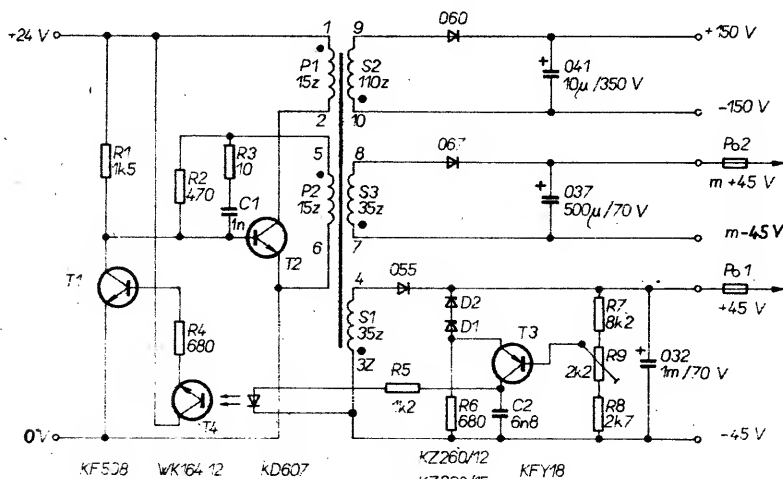 +24 V
0V
R1
1k5
R2
470
R3
10
C1
1n
T2
T1
R4
680
T4
1
P1
15z
2
5
P2
15z
6
9
S2
110z
10
8
S3
35z
7
4
S1
35z
3Z
060
041
10µ/350 V
+150 V
-150 V
067
037
500µ/70 V
Po2
m +45 V
m-45 V
055
D2
D1
T3
R5
1k2
R6
680
C2
6n8
R7
8k2
R9
2k2
R8
2k7
032
1m/70 V
Po1
+45 V
-45 V
KF508
WK164 12
KD607
KZ260/12
KFY18